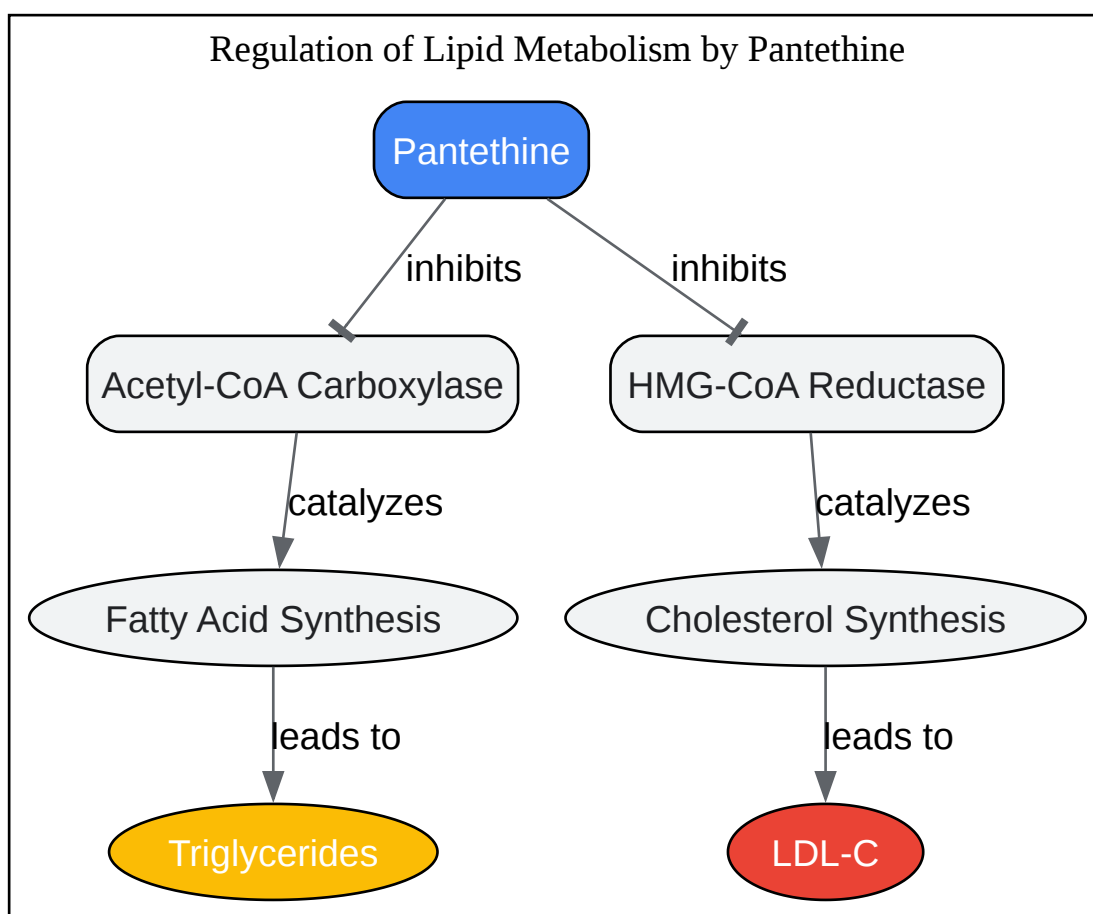 Regulation of Lipid Metabolism by Pantethine
Pantethine
inhibits
inhibits
Acetyl-CoA Carboxylase
HMG-CoA Reductase
catalyzes
catalyzes
Fatty Acid Synthesis
Cholesterol Synthesis
leads to
leads to
Triglycerides
LDL-C